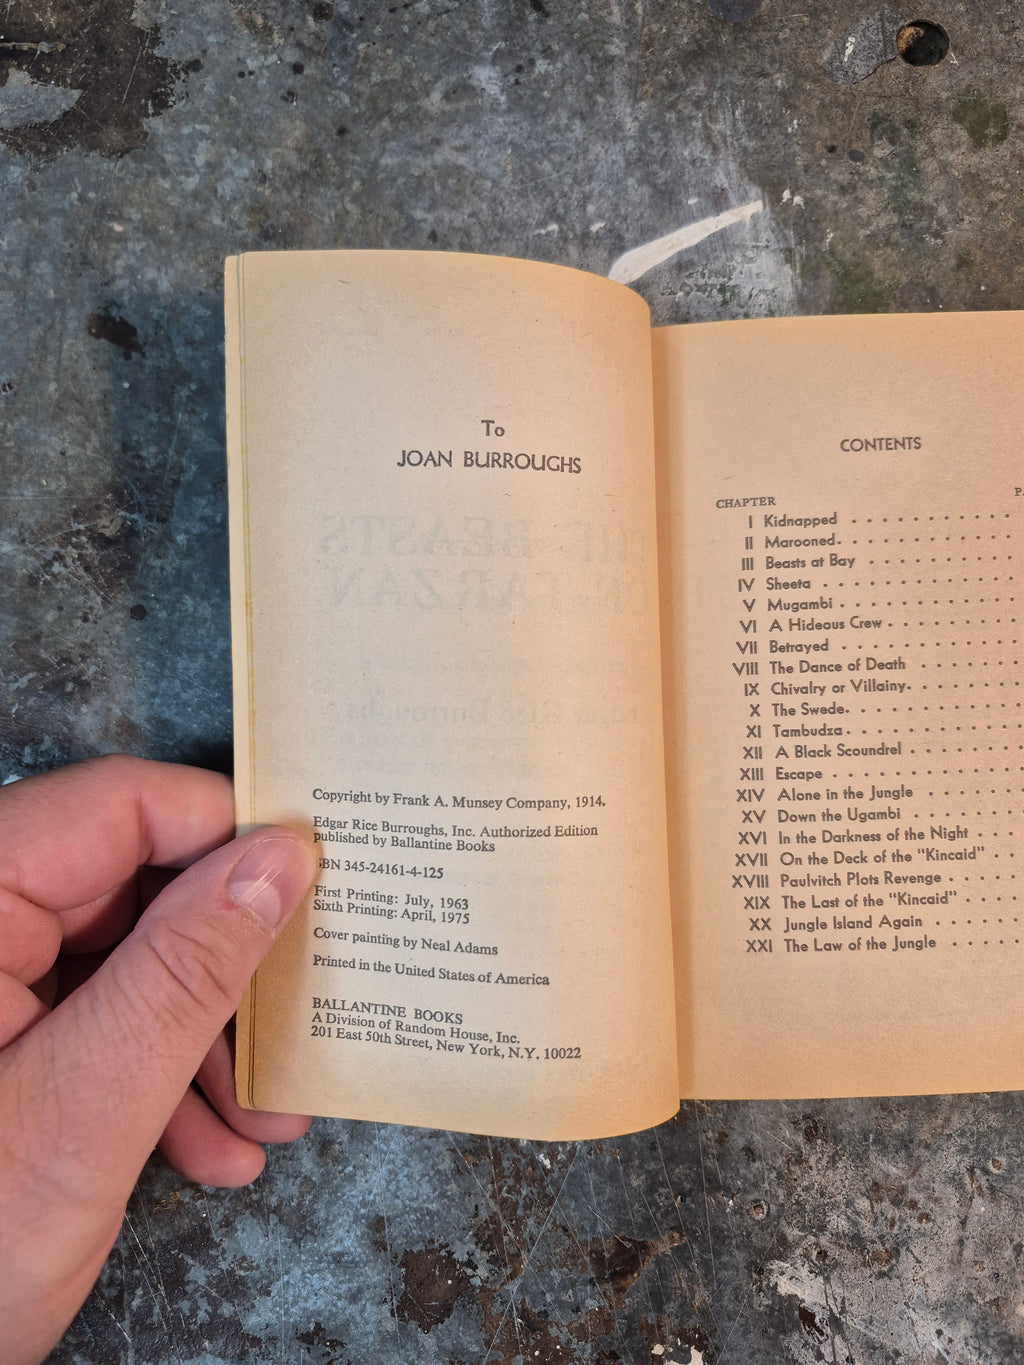 To
JOAN BURROUGHS
Copyright by Frank A. Munsey Company, 1914.
Edgar Rice Burroughs, Inc. Authorized Edition
published by Ballantine Books
BN 345-24161-4-125
First Printing: July, 1963
Sixth Printing: April, 1975
Cover painting by Neal Adams
Printed in the United States of America
BALLANTINE BOOKS
A Division of Random House, Inc.
201 East 50th Street, New York, N.Y. 10022
CONTENTS
CHAPTER
I Kidnapped
II Marooned
III Beasts at Bay
IV Sheeta
V Mugambi
VI A Hideous Crew
VII Betrayed
VIII The Dance of Death
IX Chivalry or Villainy
X The Swede
XI Tambudza
XII A Black Scoundrel
XIII Escape
XIV Alone in the Jungle
XV Down the Ugambi
XVI In the Darkness of the Night
XVII On the Deck of the "Kincaid"
XVIII Paulvitch Plots Revenge
XIX The Last of the "Kincaid"
XX Jungle Island Again
XXI The Law of the Jungle